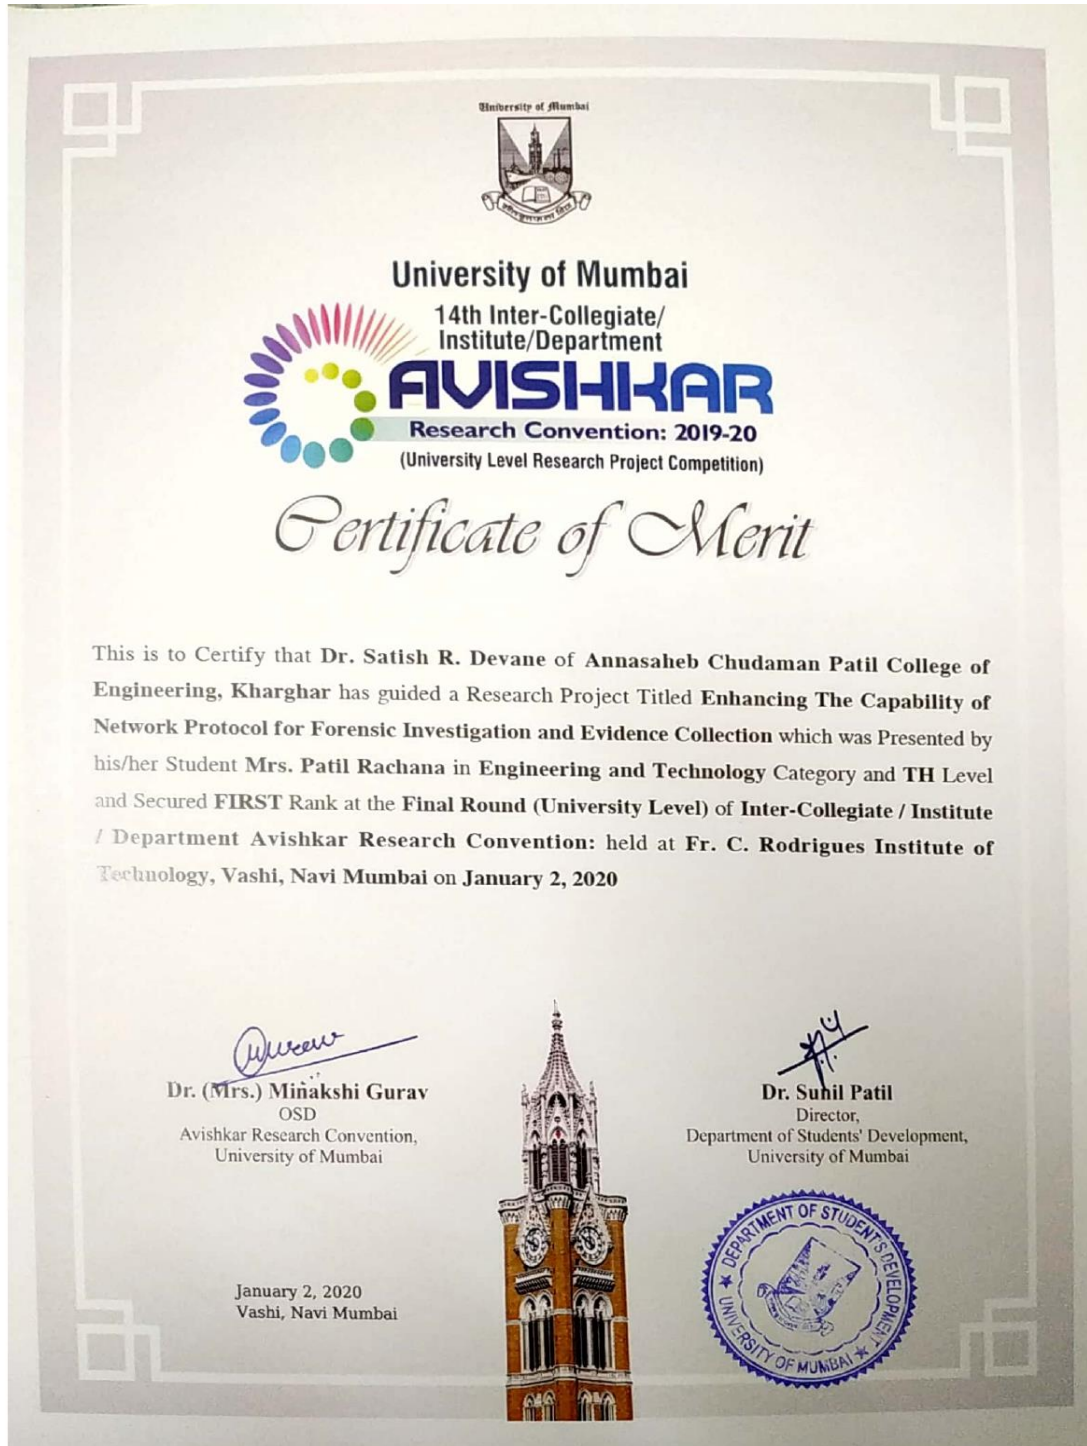 University of Mumbai
University of Mumbai
14th Inter-Collegiate/
Institute/Department
AVISHKAR
Research Convention: 2019-20
(University Level Research Project Competition)
Certificate of Merit
This is to Certify that Dr. Satish R. Devane of Annasaheb Chudaman Patil College of
Engineering, Kharghar has guided a Research Project Titled Enhancing The Capability of
Network Protocol for Forensic Investigation and Evidence Collection which was Presented by
his/her Student Mrs. Patil Rachana in Engineering and Technology Category and TH Level
and Secured FIRST Rank at the Final Round (University Level) of Inter-Collegiate / Institute
/ Department Avishkar Research Convention: held at Fr. C. Rodrigues Institute of
Technology, Vashi, Navi Mumbai on January 2, 2020
Dr. (Mrs.) Minakshi Gurav
OSD
Avishkar Research Convention,
University of Mumbai
Dr. Sunil Patil
Director,
Department of Students' Development,
University of Mumbai
January 2, 2020
Vashi, Navi Mumbai
DEPARTMENT OF STUDENT'S DEVELOPMENT
UNIVERSITY OF MUMBAI